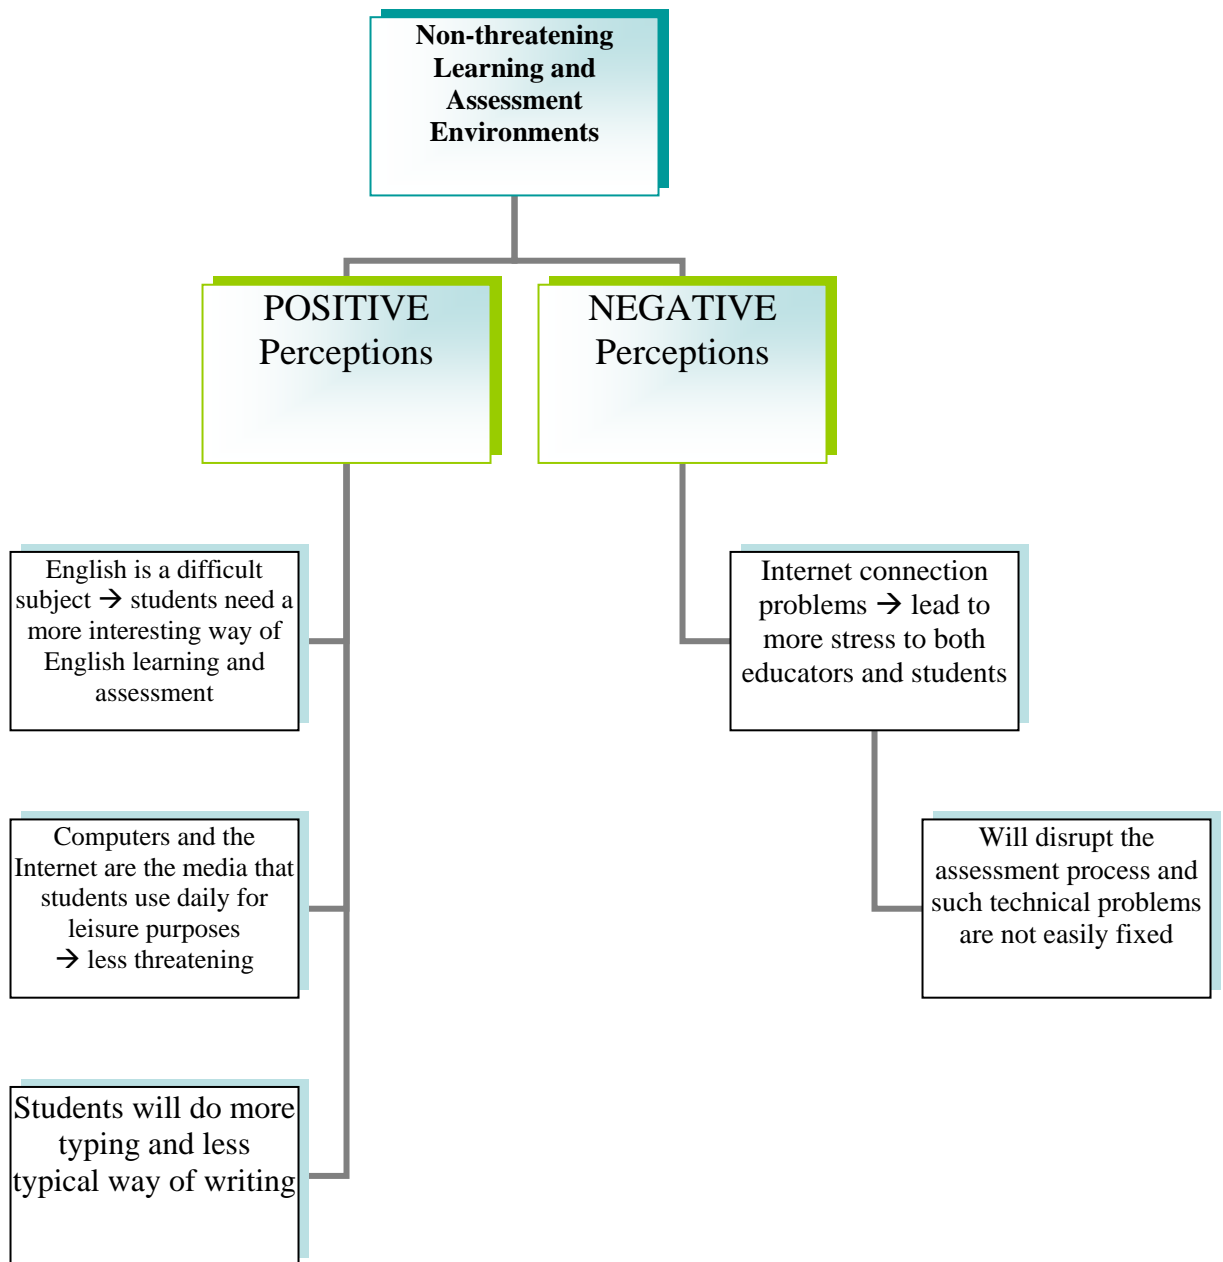 Non-threatening
Learning and
Assessment
Environments
POSITIVE
Perceptions
NEGATIVE
Perceptions
English is a difficult
subject → students need a
more interesting way of
English learning and
assessment
Internet connection
problems → lead to
more stress to both
educators and students
Computers and the
Internet are the media that
students use daily for
leisure purposes
→ less threatening
Will disrupt the
assessment process and
such technical problems
are not easily fixed
Students will do more
typing and less
typical way of writing